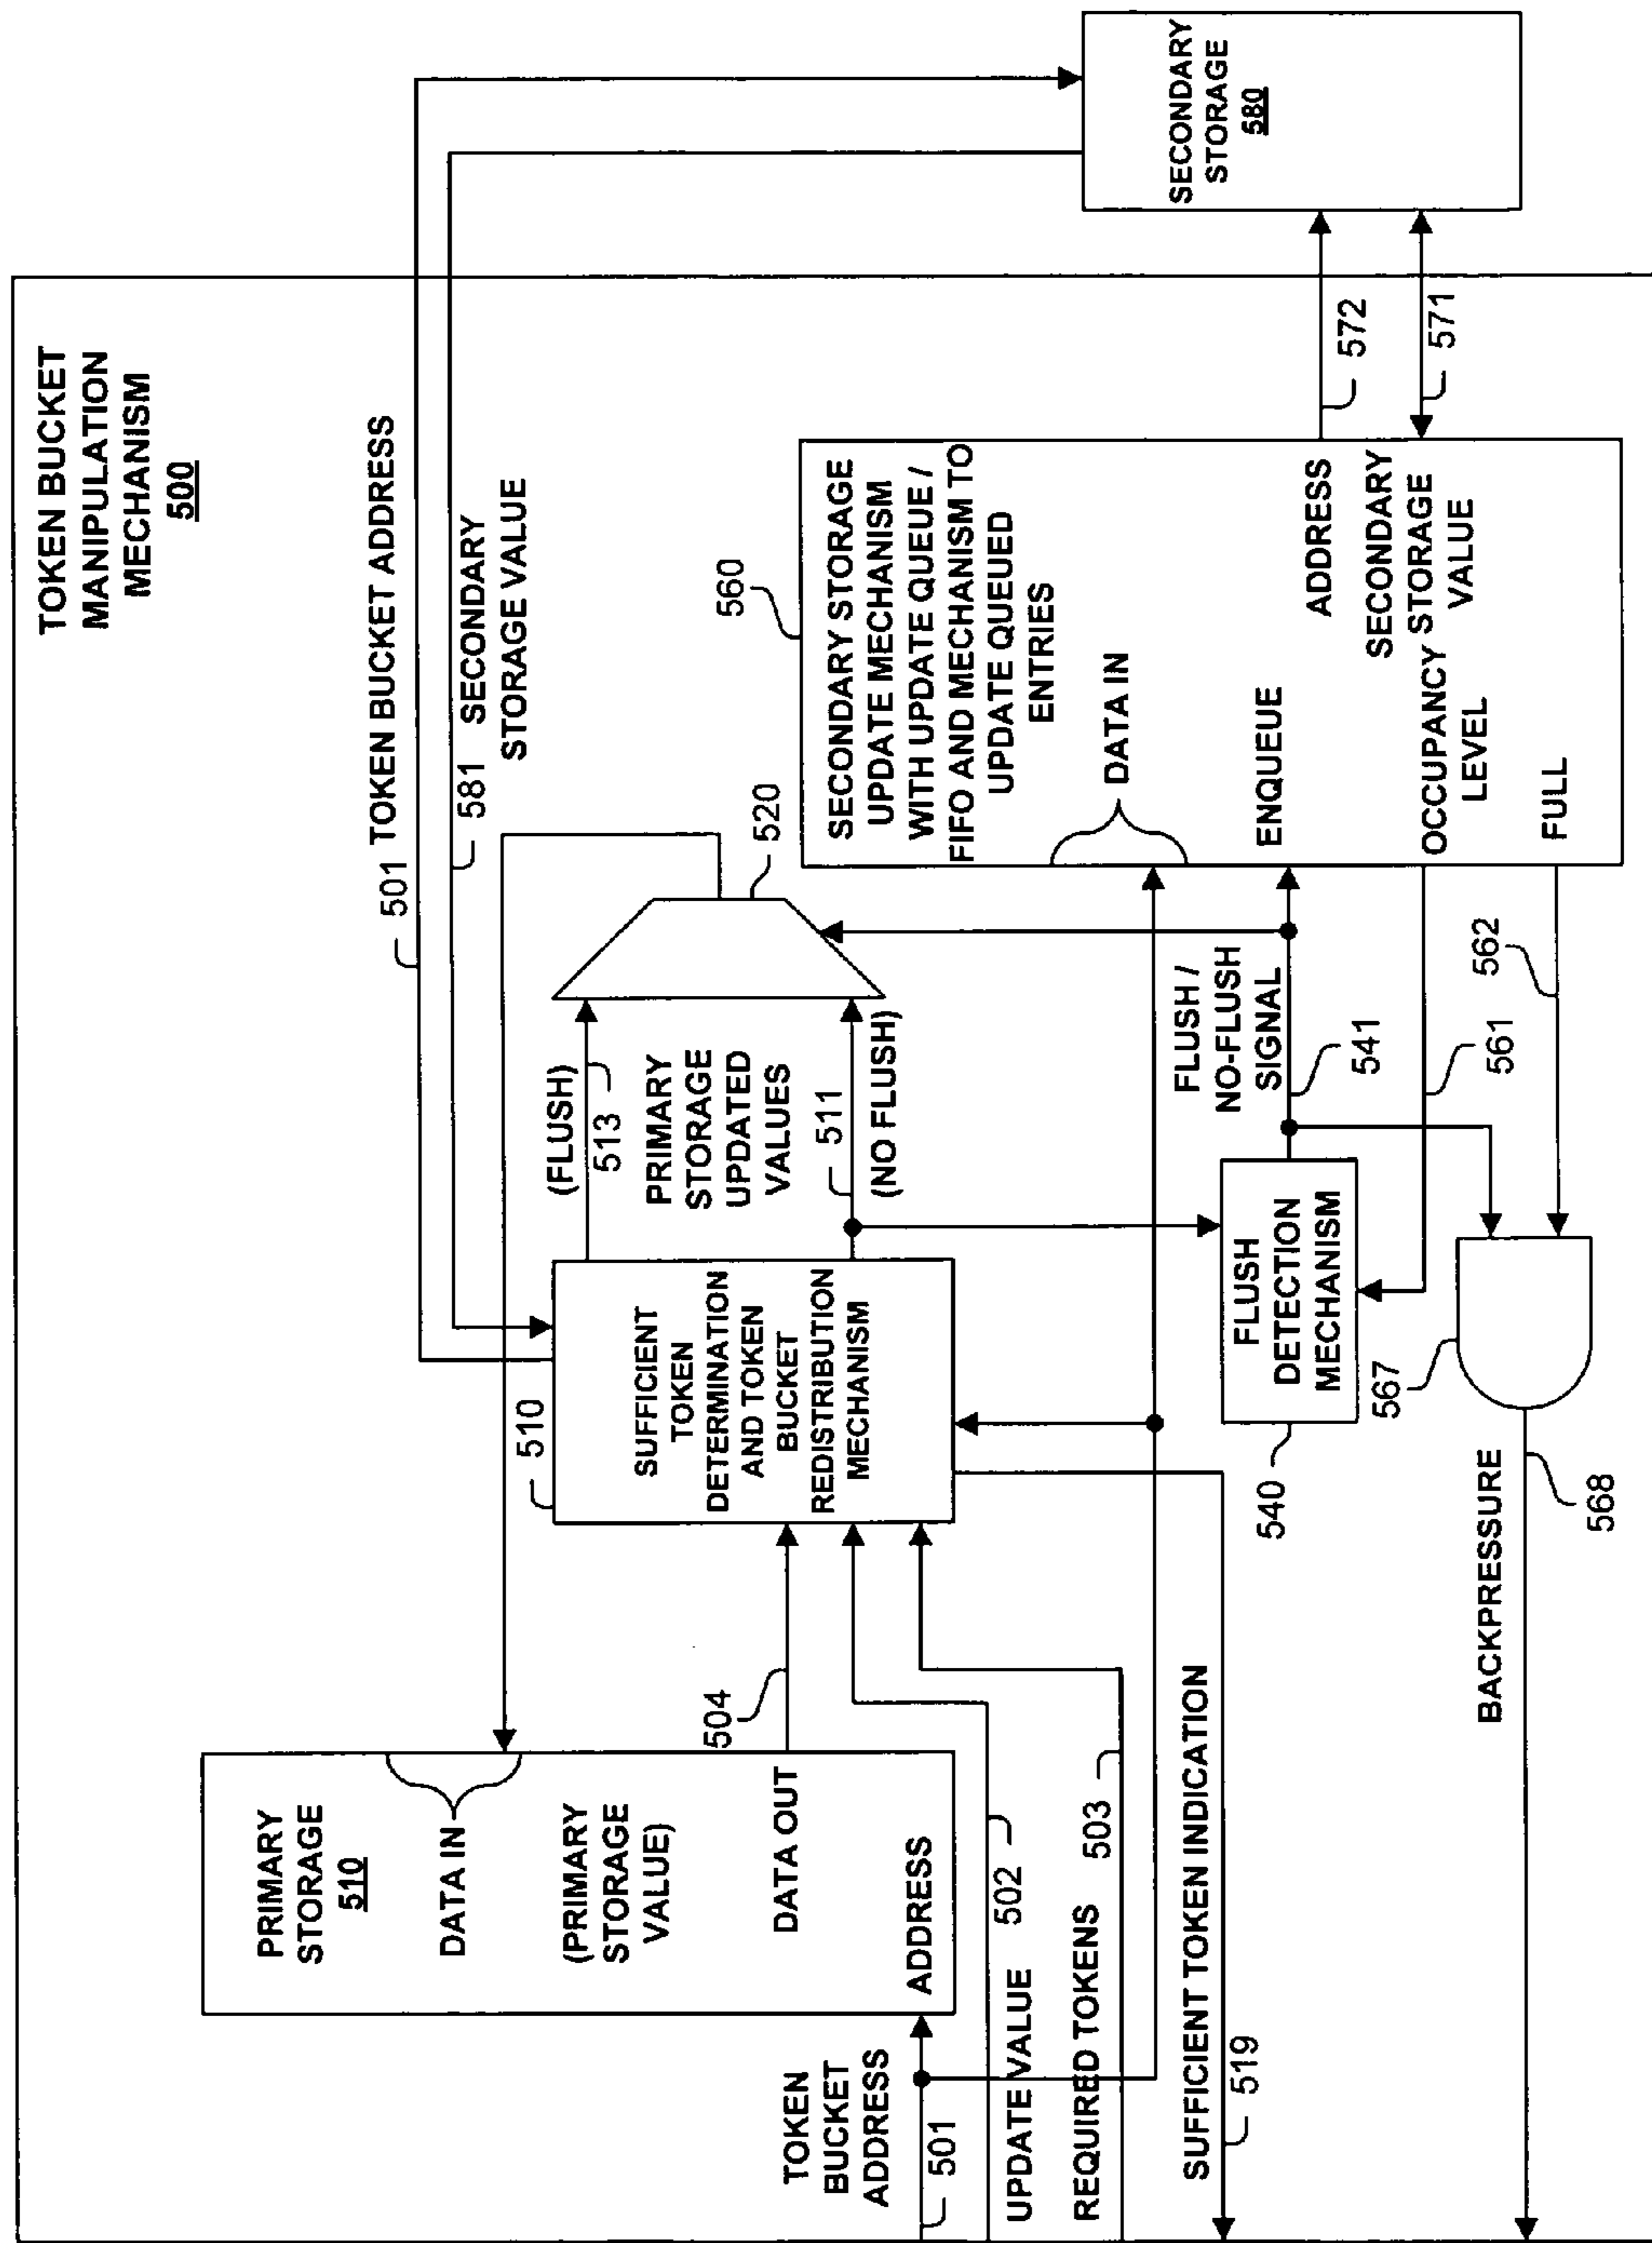 TOKEN BUCKET
MANIPULATION
MECHANISM
500
PRIMARY
STORAGE
510
DATA IN
(PRIMARY
STORAGE
VALUE)
DATA OUT
ADDRESS
TOKEN
BUCKET
ADDRESS
501
UPDATE VALUE
502
REQUIRED TOKENS
503
SUFFICIENT TOKEN INDICATION
519
BACKPRESSURE
568
504
510
SUFFICIENT
TOKEN
DETERMINATION
AND TOKEN
BUCKET
REDISTRIBUTION
MECHANISM
(FLUSH)
513
PRIMARY
STORAGE
UPDATED
VALUES
511
(NO FLUSH)
520
501 TOKEN BUCKET ADDRESS
581 SECONDARY
STORAGE VALUE
FLUSH
DETECTION
MECHANISM
540
FLUSH /
NO-FLUSH
SIGNAL
541
561
562
567
560
SECONDARY STORAGE
UPDATE MECHANISM
WITH UPDATE QUEUE /
FIFO AND MECHANISM TO
UPDATE QUEUED
ENTRIES
DATA IN
ENQUEUE
OCCUPANCY
LEVEL
FULL
ADDRESS
SECONDARY
STORAGE
VALUE
572
571
SECONDARY
STORAGE
580